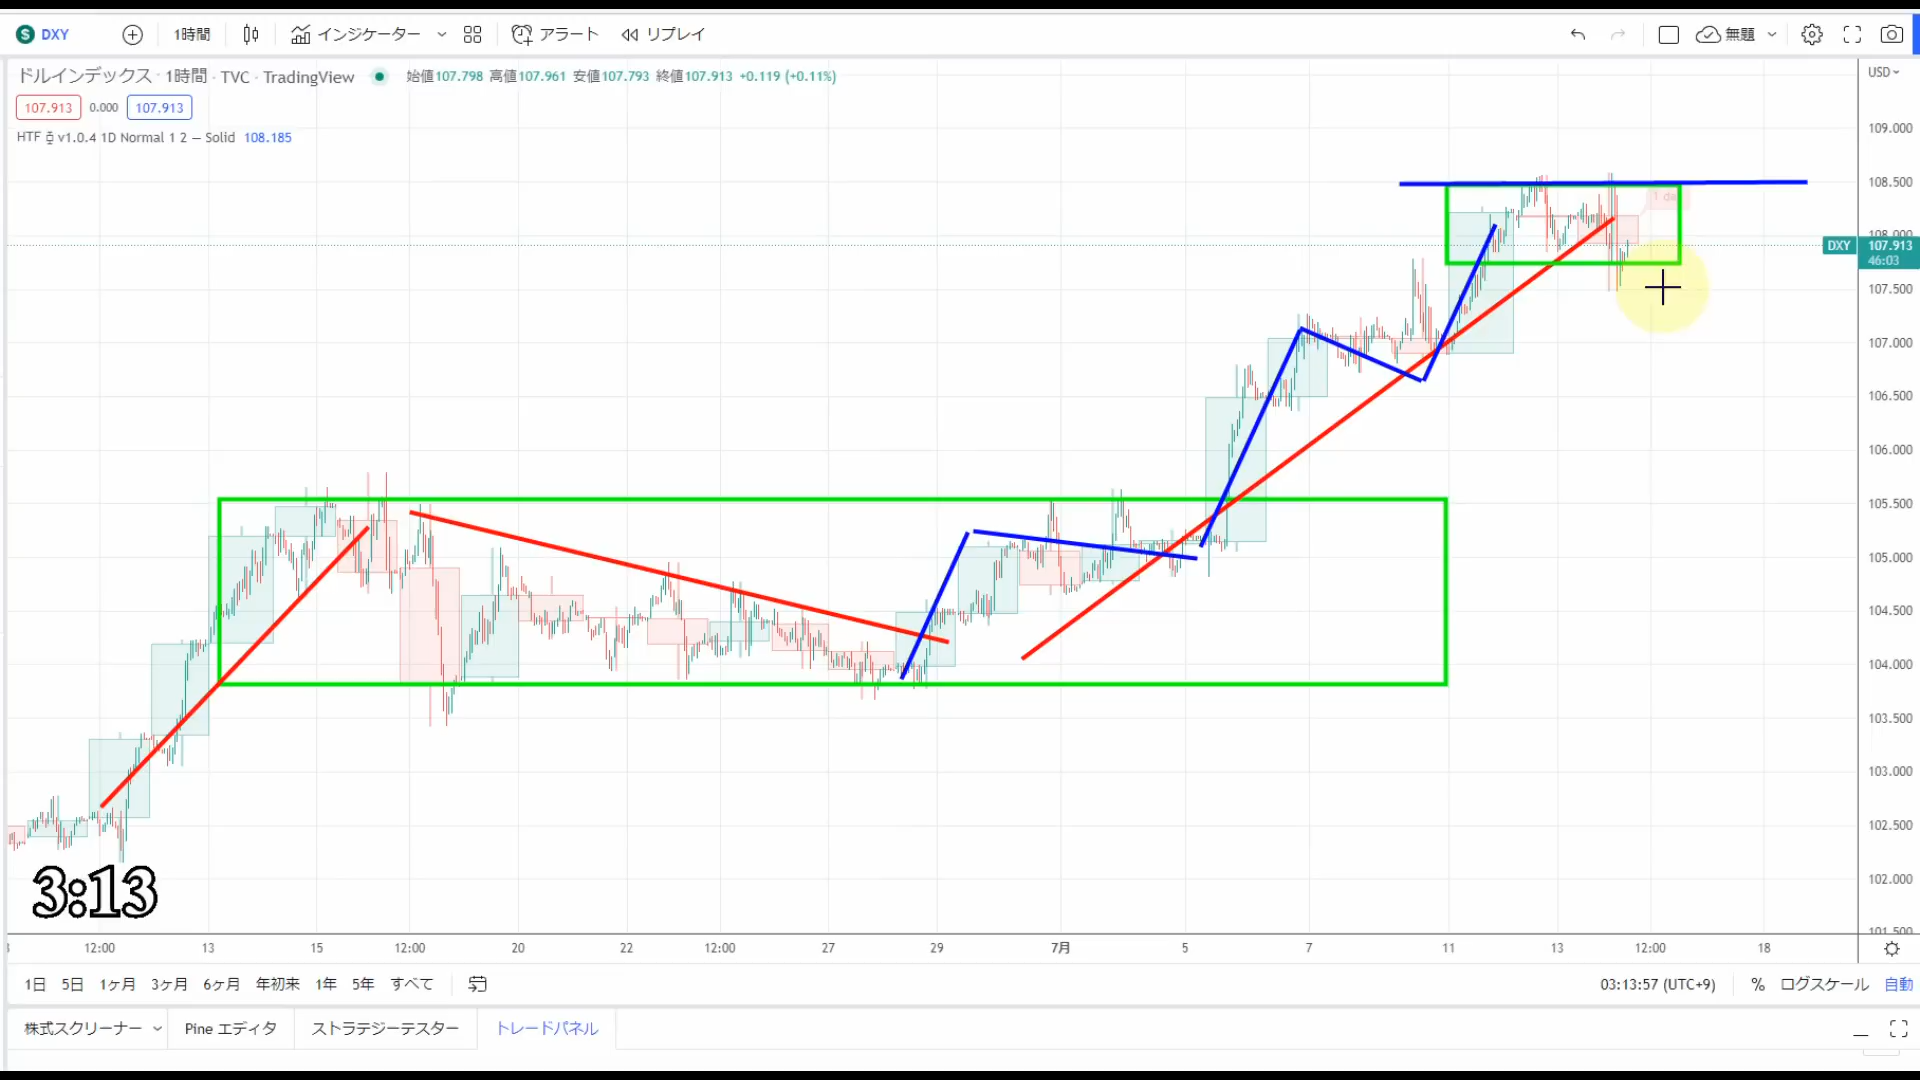 S DXY 1時間 インジケーター アラート リプレイ 無題
ドルインデックス · 1時間 · TVC · TradingView 始値107.798 高値107.961 安値107.793 終値107.913 +0.119 (+0.11%) USD
107.913 0.000 107.913
HTF v1.0.4 1D Normal 1 2 — Solid 108.185
109.000
108.500
108.000
DXY 107.913
46:03
107.500
107.000
106.500
106.000
105.500
105.000
104.500
104.000
103.500
103.000
102.500
102.000
101.500
3:13
12:00 13 15 12:00 20 22 12:00 27 29 7月 5 7 11 13 12:00 18
1日 5日 1ヶ月 3ヶ月 6ヶ月 年初来 1年 5年 すべて 03:13:57 (UTC+9) % ログスケール 自動
株式スクリーナー Pine エディタ ストラテジーテスター トレードパネル